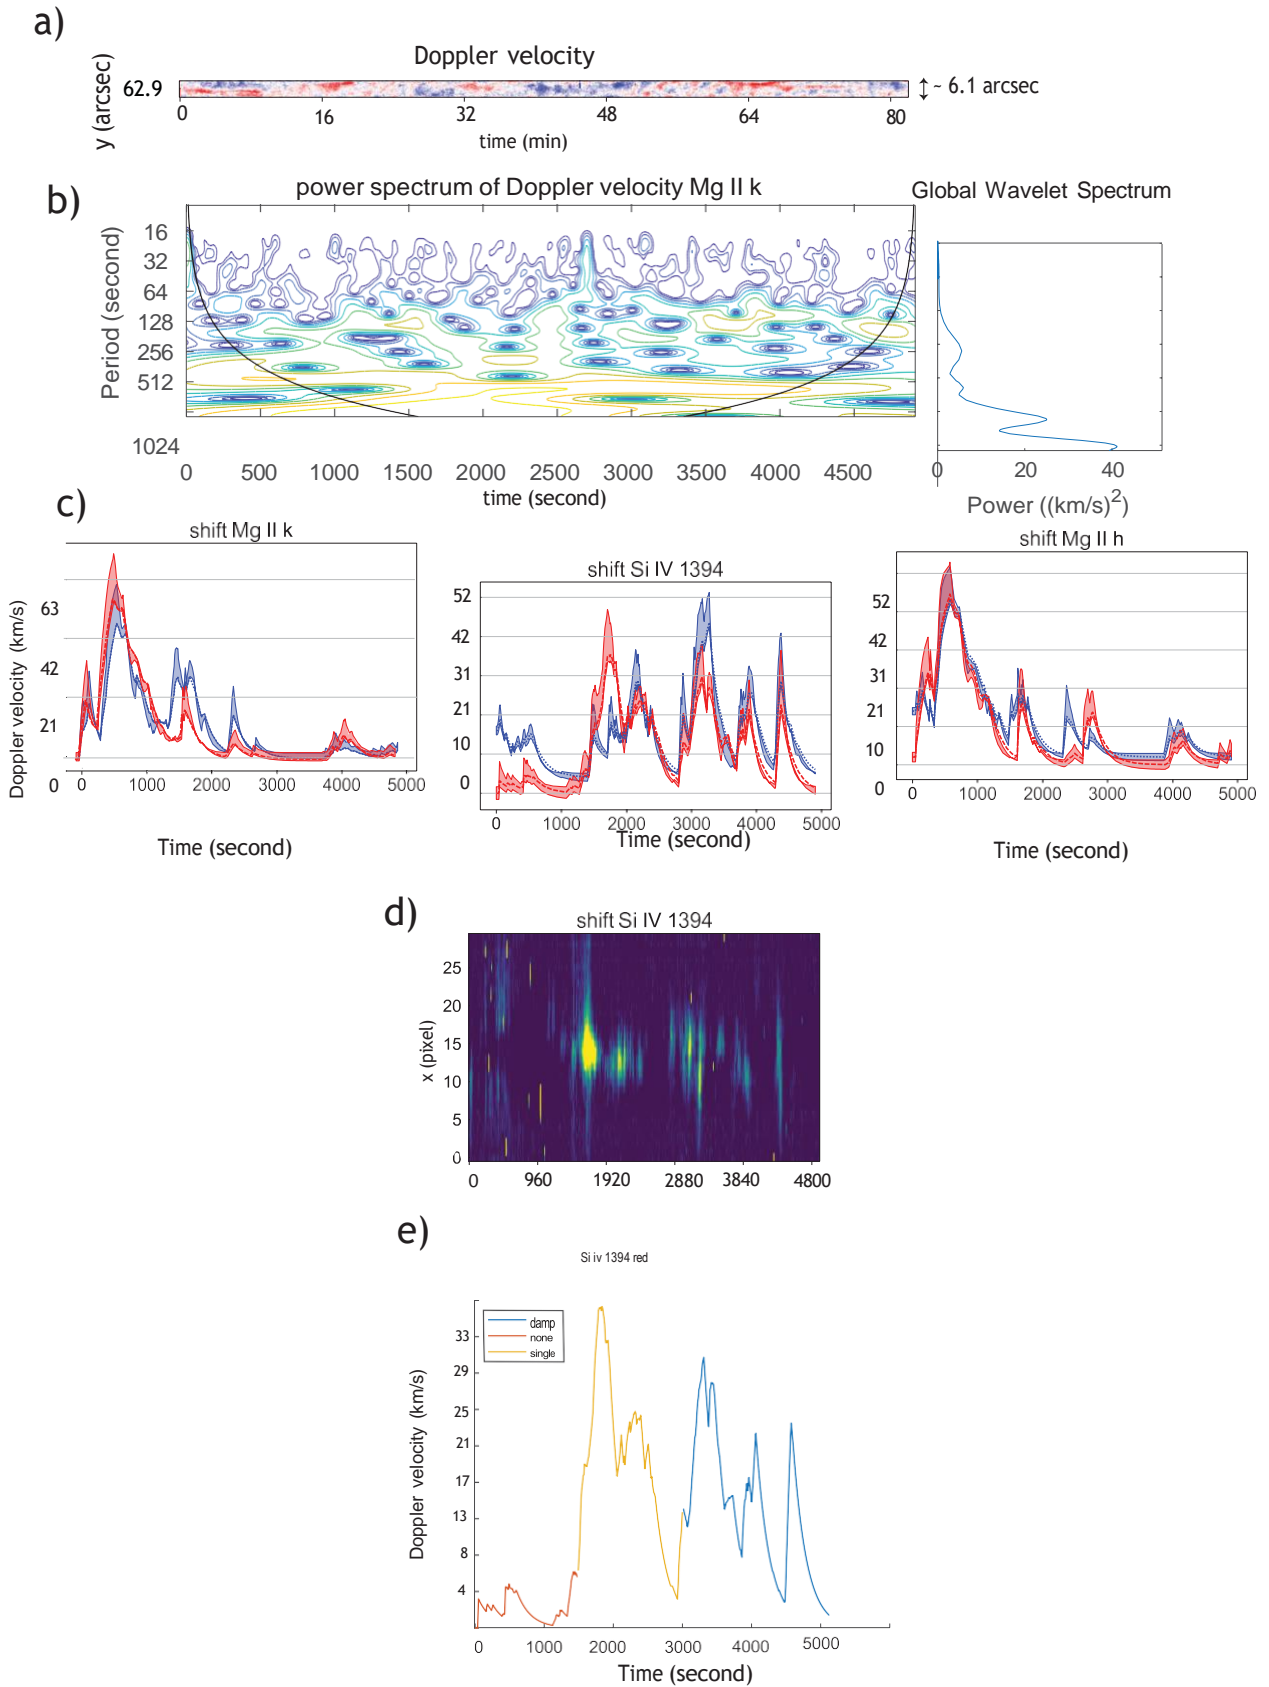 a)
Doppler velocity
y (arcsec)
62.9
~ 6.1 arcsec
0 16 32 48 64 80
time (min)
b)
power spectrum of Doppler velocity Mg II k
Global Wavelet Spectrum
Period (second)
16
32
64
128
256
512
1024
0 500 1000 1500 2000 2500 3000 3500 4000 4500
time (second)
0 20 40
Power ((km/s)2)
c)
shift Mg II k
Doppler velocity (km/s)
63
42
21
0
0 1000 2000 3000 4000 5000
Time (second)
shift Si IV 1394
52
42
31
21
10
0
0 1000 2000 3000 4000 5000
Time (second)
shift Mg II h
52
42
31
21
10
0
0 1000 2000 3000 4000 5000
Time (second)
d)
shift Si IV 1394
x (pixel)
25
20
15
10
5
0
0 960 1920 2880 3840 4800
e)
Si iv 1394 red
damp
none
single
Doppler velocity (km/s)
33
29
25
21
17
13
8
4
0 1000 2000 3000 4000 5000
Time (second)